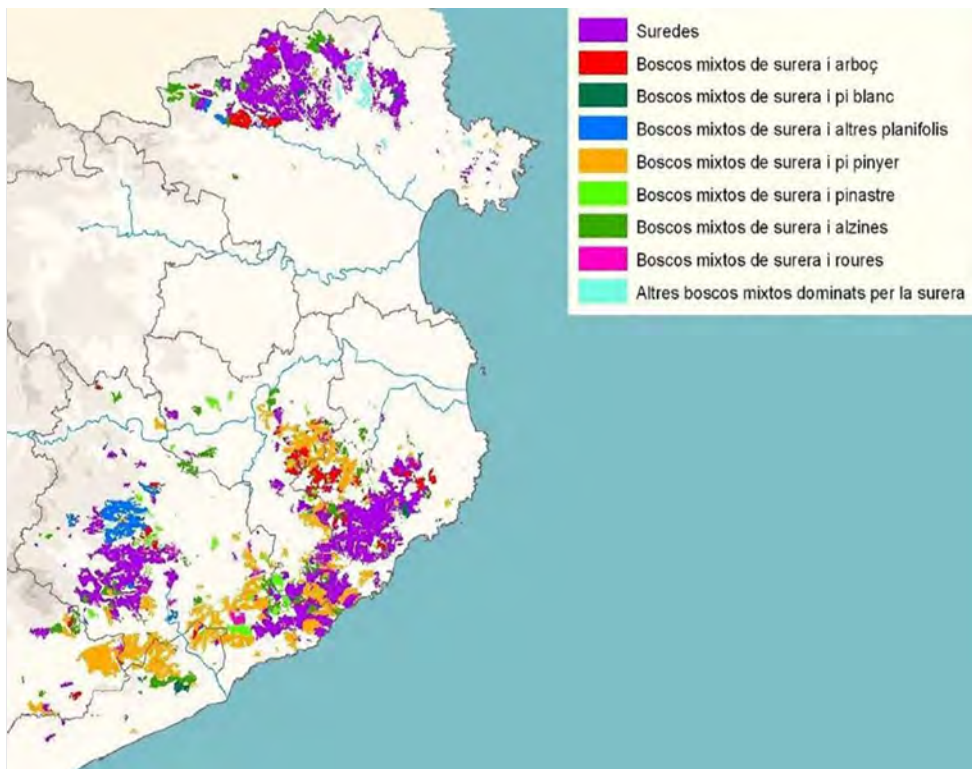 Suredes
Boscos mixtos de surera i arboç
Boscos mixtos de surera i pi blanc
Boscos mixtos de surera i altres planifolis
Boscos mixtos de surera i pi pinyer
Boscos mixtos de surera i pinastre
Boscos mixtos de surera i alzines
Boscos mixtos de surera i roures
Altres boscos mixtos dominats per la surera